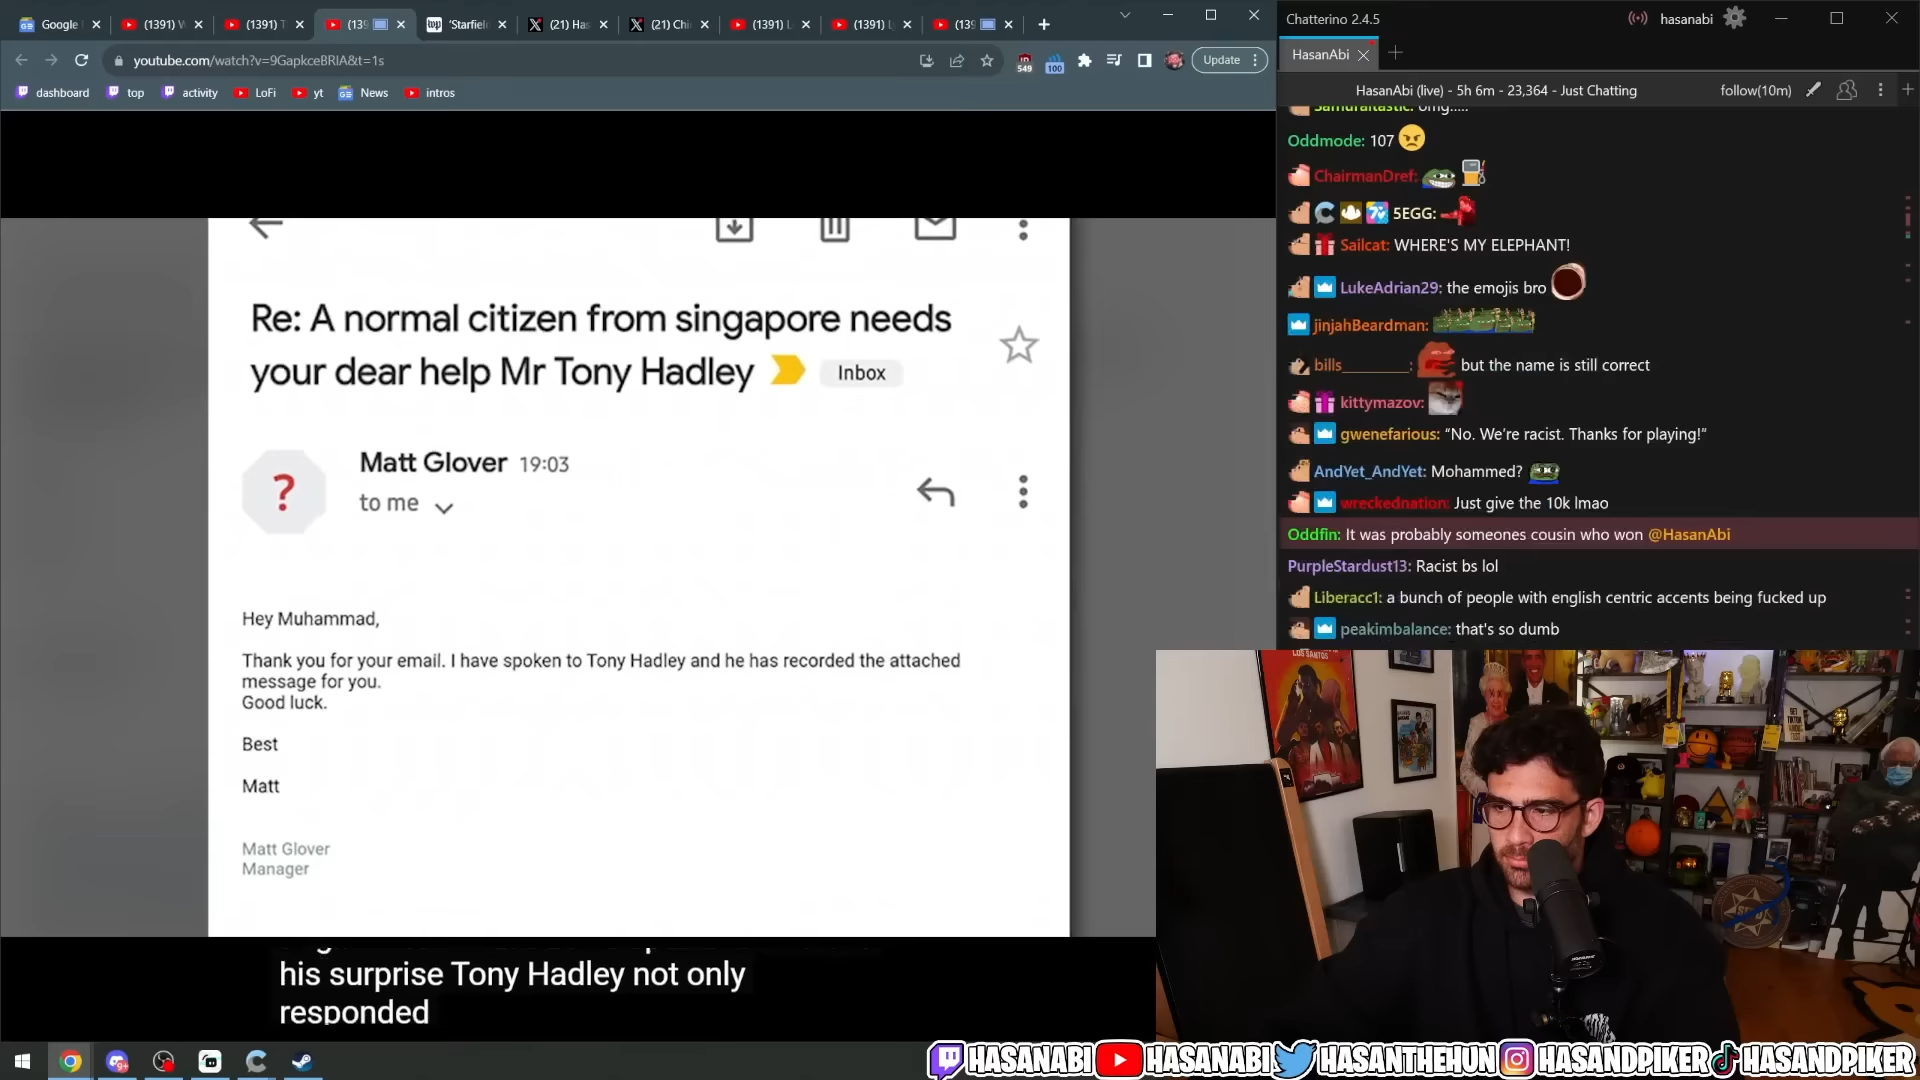 Google
(1391) V
(1391) T
(139
'Starfiel
(21) Ha
(21) Chi
(1391) L
(1391) L
(139
youtube.com/watch?v=9GapkceBRIA&t=1s
549
100
Update
dashboard
top
activity
LoFi
yt
News
intros
Re: A normal citizen from singapore needs
your dear help Mr Tony Hadley
Inbox
Matt Glover 19:03
to me
Hey Muhammad,
Thank you for your email. I have spoken to Tony Hadley and he has recorded the attached
message for you.
Good luck.
Best
Matt
Matt Glover
Manager
his surprise Tony Hadley not only
responded
Chatterino 2.4.5
hasanabi
HasanAbi
HasanAbi (live) - 5h 6m - 23,364 - Just Chatting
follow(10m)
Samuraitastic: omg.....
Oddmode: 107
ChairmanDref:
5EGG:
Sailcat: WHERE'S MY ELEPHANT!
LukeAdrian29: the emojis bro
jinjahBeardman:
bills________: but the name is still correct
kittymazov:
gwenefarious: “No. We’re racist. Thanks for playing!”
AndYet_AndYet: Mohammed?
wreckednation: Just give the 10k lmao
Oddfin: It was probably someones cousin who won @HasanAbi
PurpleStardust13: Racist bs lol
Liberacc1: a bunch of people with english centric accents being fucked up
peakimbalance: that's so dumb
LOS SANTOS
HASANABI
HASANABI
HASANTHEHUN
HASANDPIKER
HASANDPIKER